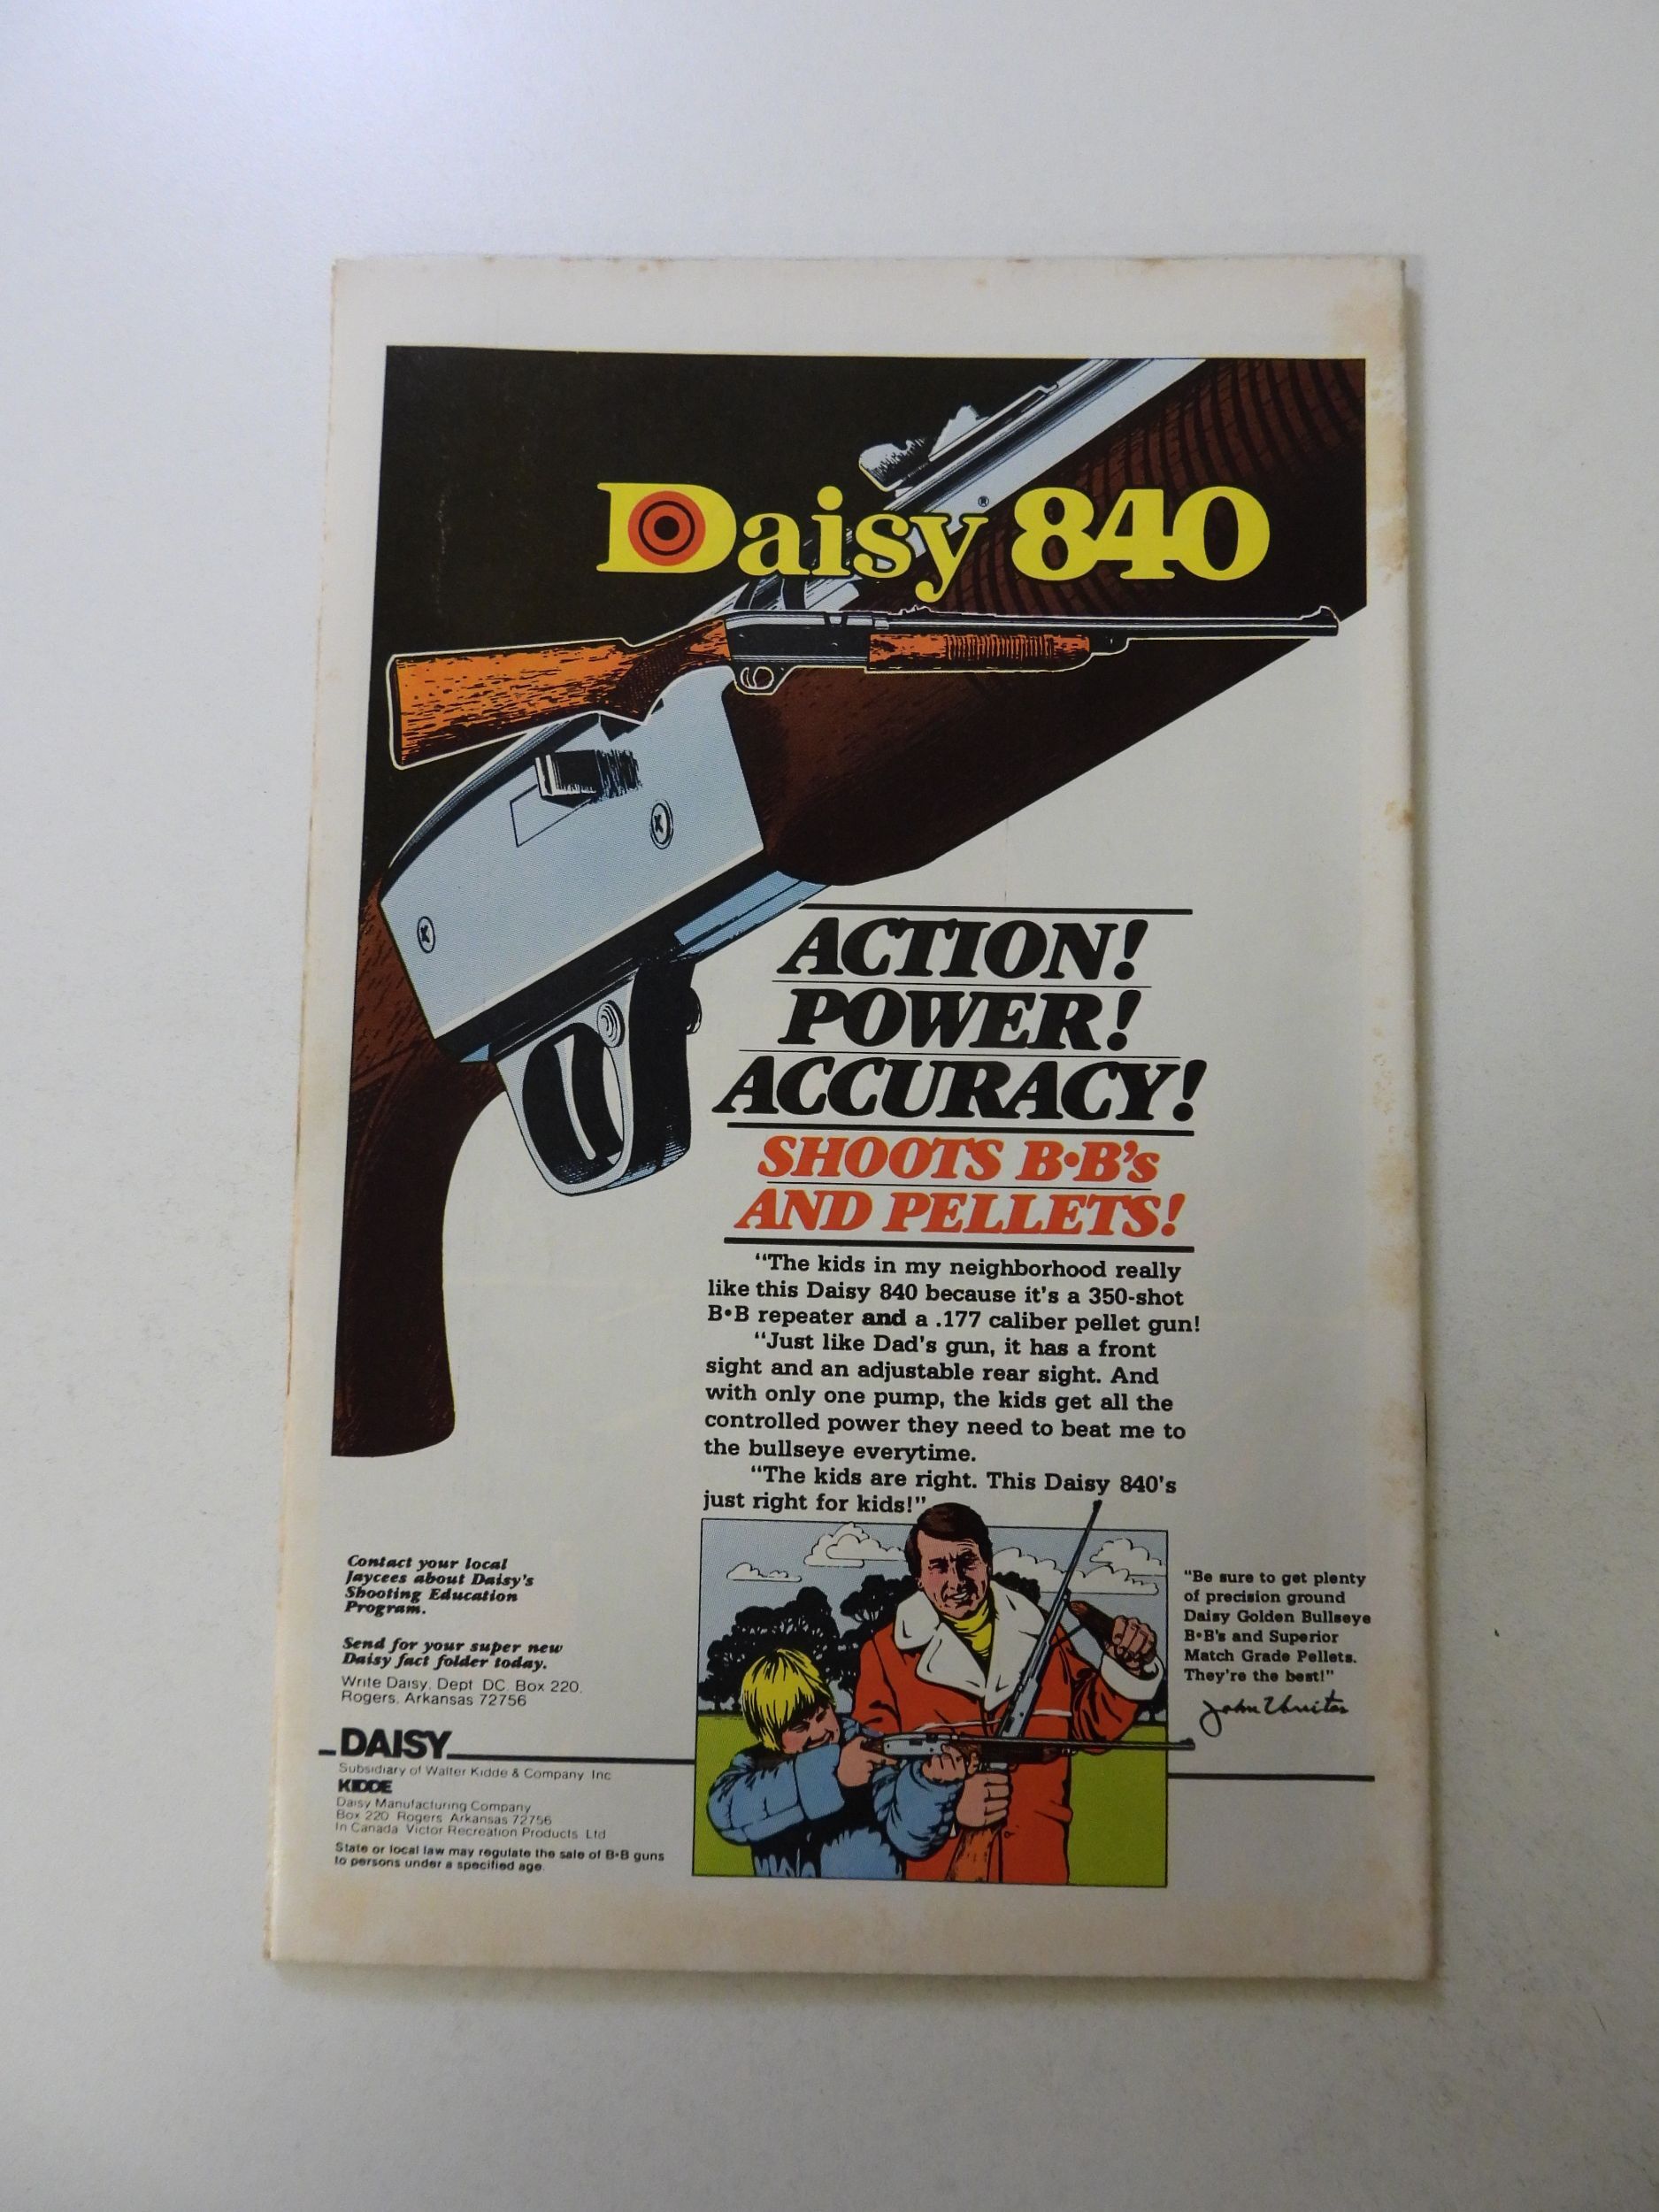 Daisy® 840
ACTION!
POWER!
ACCURACY!
SHOOTS B•B's
AND PELLETS!
"The kids in my neighborhood really
like this Daisy 840 because it's a 350-shot
B•B repeater and a .177 caliber pellet gun!
"Just like Dad's gun, it has a front
sight and an adjustable rear sight. And
with only one pump, the kids get all the
controlled power they need to beat me to
the bullseye everytime.
"The kids are right. This Daisy 840's
just right for kids!"
"Be sure to get plenty
of precision ground
Daisy Golden Bullseye
B•B's and Superior
Match Grade Pellets.
They're the best!"
John Unitas
Contact your local
Jaycees about Daisy's
Shooting Education
Program.
Send for your super new
Daisy fact folder today.
Write Daisy, Dept DC, Box 220,
Rogers, Arkansas 72756
DAISY
Subsidiary of Walter Kidde & Company Inc
KIDDE
Daisy Manufacturing Company
Box 220 Rogers Arkansas 72756
In Canada Victor Recreation Products Ltd
State or local law may regulate the sale of B•B guns
to persons under a specified age.